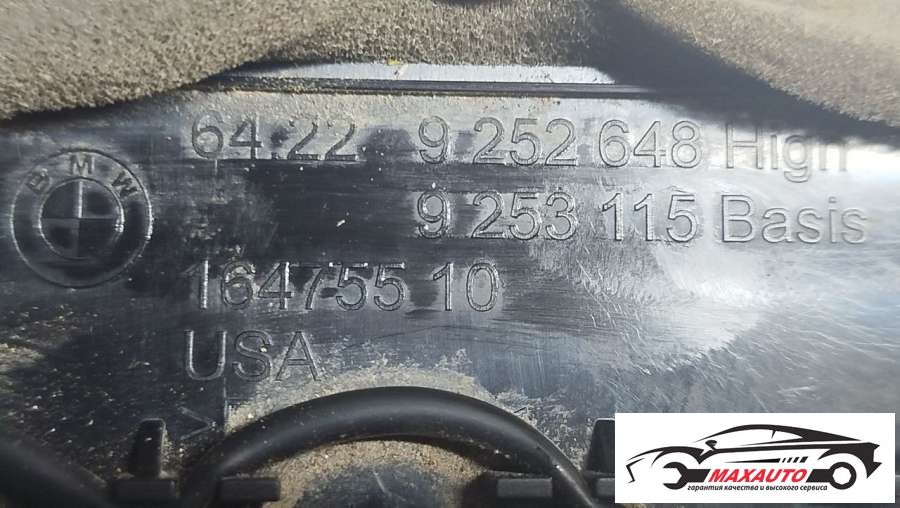 64.22 9 252 648 High
9 253 115 Basis
BMW
164755 10
USA
MAXAUTO
гарантия качества и высокого сервиса